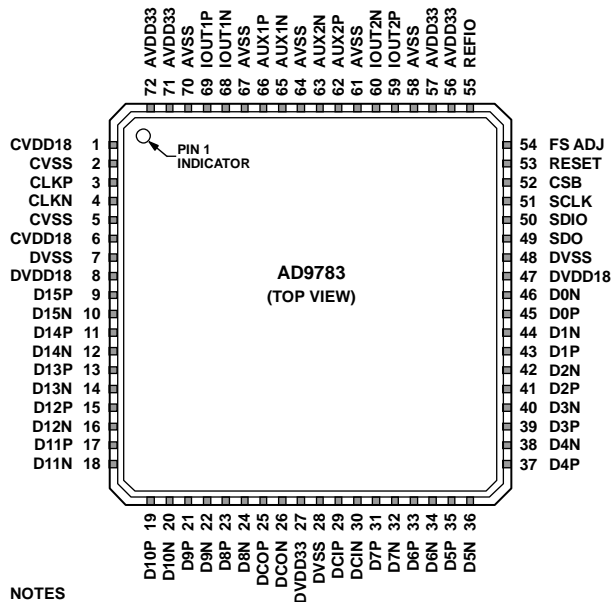 72 AVDD33
71 AVDD33
70 AVSS
69 IOUT1P
68 IOUT1N
67 AVSS
66 AUX1P
65 AUX1N
64 AVSS
63 AUX2N
62 AUX2P
61 AVSS
60 IOUT2N
59 IOUT2P
58 AVSS
57 AVDD33
56 AVDD33
55 REFIO
CVDD18 1
CVSS 2
CLKP 3
CLKN 4
CVSS 5
CVDD18 6
DVSS 7
DVDD18 8
D15P 9
D15N 10
D14P 11
D14N 12
D13P 13
D13N 14
D12P 15
D12N 16
D11P 17
D11N 18
PIN 1
INDICATOR
AD9783
(TOP VIEW)
54 FS ADJ
53 RESET
52 CSB
51 SCLK
50 SDIO
49 SDO
48 DVSS
47 DVDD18
46 D0N
45 D0P
44 D1N
43 D1P
42 D2N
41 D2P
40 D3N
39 D3P
38 D4N
37 D4P
D10P 19
D10N 20
D9P 21
D9N 22
D8P 23
D8N 24
DCOP 25
DCON 26
DVDD33 27
DVSS 28
DCIP 29
DCIN 30
D7P 31
D7N 32
D6P 33
D6N 34
D5P 35
D5N 36
NOTES